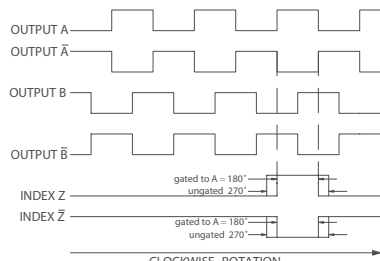 OUTPUT A
OUTPUT A̅
OUTPUT B
OUTPUT B̅
gated to A = 180°
ungated 270°
INDEX Z
INDEX Z̅
gated to A = 180°
ungated 270°
CLOCKWISE ROTATION